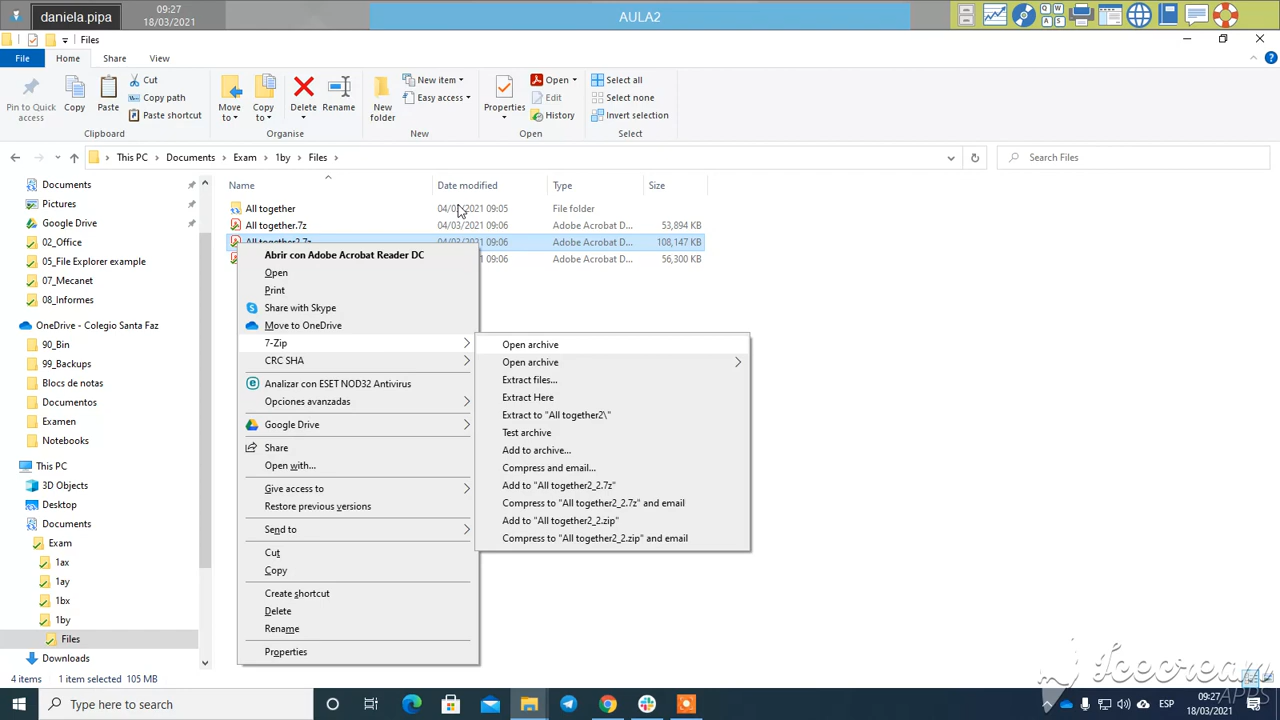 daniela.pipa
09:27
18/03/2021
AULA2
Files
File
Home
Share
View
Pin to Quick access
Copy
Paste
Cut
Copy path
Paste shortcut
Clipboard
Move to
Copy to
Delete
Rename
Organise
New folder
New item
Easy access
New
Properties
Open
Edit
History
Open
Select all
Select none
Invert selection
Select
This PC
Documents
Exam
1by
Files
Search Files
Name
Date modified
Type
Size
All together
09:05
File folder
All together.7z
04/03/2021 09:06
Adobe Acrobat D...
53,894 KB
All together2.7z
04/03/2021 09:06
Adobe Acrobat D...
108,147 KB
09:06
Adobe Acrobat D...
56,300 KB
Documents
Pictures
Google Drive
02_Office
05_File Explorer example
07_Mecanet
08_Informes
OneDrive - Colegio Santa Faz
90_Bin
99_Backups
Blocs de notas
Documentos
Examen
Notebooks
This PC
3D Objects
Desktop
Documents
Exam
1ax
1ay
1bx
1by
Files
Downloads
Abrir con Adobe Acrobat Reader DC
Open
Print
Share with Skype
Move to OneDrive
7-Zip
CRC SHA
Analizar con ESET NOD32 Antivirus
Opciones avanzadas
Google Drive
Share
Open with...
Give access to
Restore previous versions
Send to
Cut
Copy
Create shortcut
Delete
Rename
Properties
Open archive
Open archive
Extract files...
Extract Here
Extract to "All together2\"
Test archive
Add to archive...
Compress and email...
Add to "All together2_2.7z"
Compress to "All together2_2.7z" and email
Add to "All together2_2.zip"
Compress to "All together2_2.zip" and email
4 items
1 item selected 105 MB
Icecream
APPS
Type here to search
ESP
09:27
18/03/2021